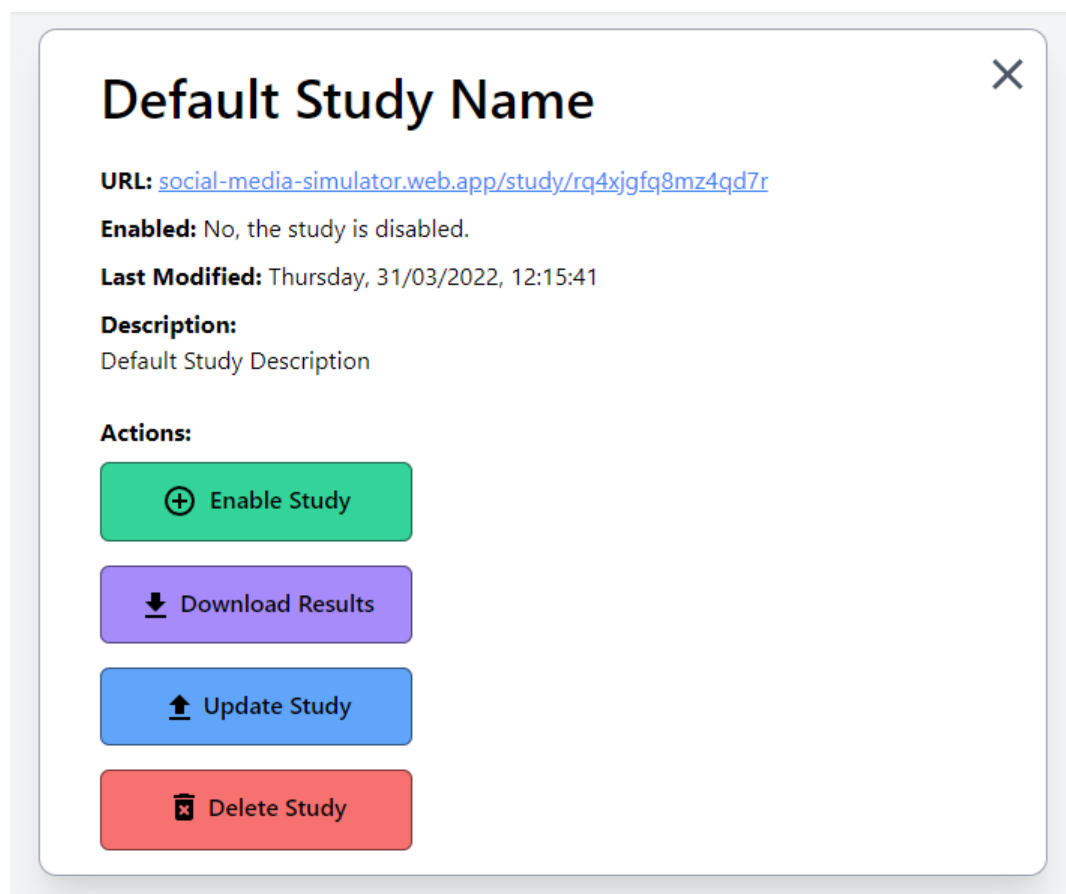 Default Study Name
URL: social-media-simulator.web.app/study/rq4xjgfq8mz4qd7r
Enabled: No, the study is disabled.
Last Modified: Thursday, 31/03/2022, 12:15:41
Description:
Default Study Description
Actions:
Enable Study
Download Results
Update Study
Delete Study